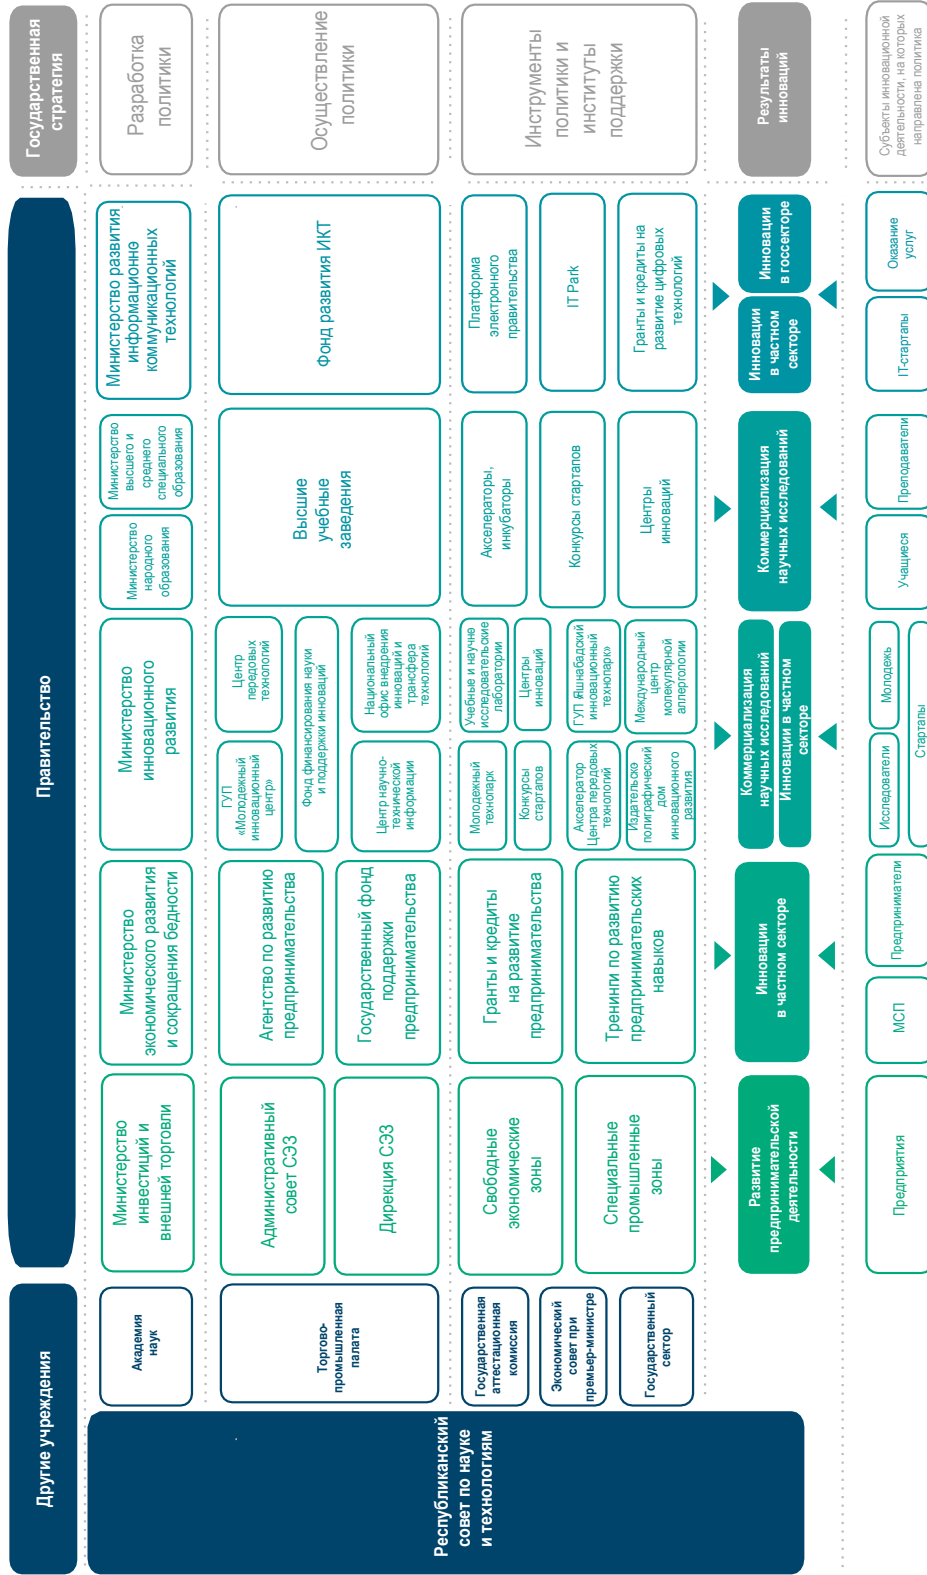 Другие учреждения
Правительство
Государственная
стратегия
Республиканский
совет по науке
и технологиям
Академия
наук
Министерство
инвестиций и
внешней торговли
Министерство
экономического развития
и сокращения бедности
Министерство
инновационного
развития
Министерство
народного
образования
Министерство
высшего и
среднего
специального
образования
Министерство развития
информационно
коммуникационных
технологий
Разработка
политики
Торгово-
промышленная
палата
Административный
совет СЭЗ
Дирекция СЭЗ
Агентство по развитию
предпринимательства
Государственный фонд
поддержки
предпринимательства
ГУП
«Молодежный
инновационный
центр»
Центр
передовых
технологий
Фонд финансирования науки
и поддержки инноваций
Центр научно-
технической
информации
Национальный
офис внедрения
инноваций и
трансфера
технологий
Высшие
учебные
заведения
Фонд развития ИКТ
Осуществление
политики
Государственная
аттестационная
комиссия
Экономический
совет при
премьер-министре
Государственный
сектор
Свободные
экономические
зоны
Специальные
промышленные
зоны
Гранты и кредиты
на развитие
предпринимательства
Тренинги по развитию
предпринимательских
навыков
Молодежный
технопарк
Учебные и научно
исследовательские
лаборатории
Конкурсы
стартапов
Центры
инноваций
Акселератор
Центра передовых
технологий
ГУП Яшнабадский
инновационный
технопарк»
Издательско
полиграфический
дом
инновационного
развития
Международный
центр
молекулярной
аллергологии
Акселераторы,
инкубаторы
Конкурсы стартапов
Центры
инноваций
Платформа
электронного
правительства
IT Park
Гранты и кредиты на
развитие цифровых
технологий
Инструменты
политики и
институты
поддержки
Развитие
предпринимательской
деятельности
Инновации
в частном секторе
Коммерциализация
научных исследований
Инновации в частном
секторе
Коммерциализация
научных исследований
Инновации
в частном
секторе
Инновации
в госсекторе
Результаты
инноваций
Предприятия
МСП
Предприниматели
Исследователи
Молодежь
Стартапы
Учащиеся
Преподаватели
IT-стартапы
Оказание
услуг
Субъекты инновационной
деятельности, на которых
направлена политика